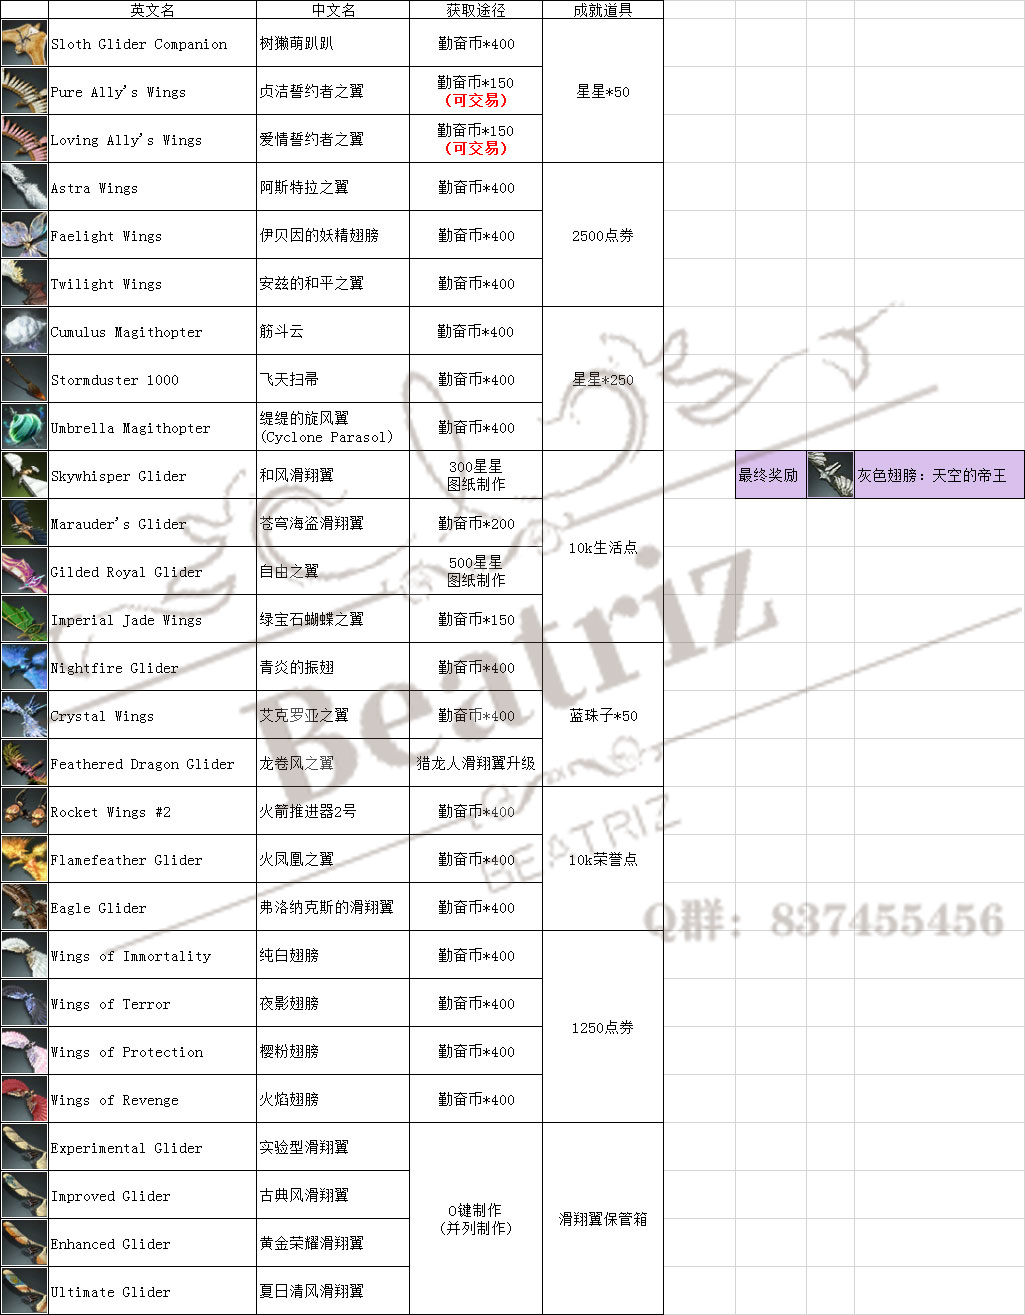 英文名 中文名 获取途径 成就道具
Sloth Glider Companion 树獭萌趴趴 勤奋币*400
Pure Ally's Wings 贞洁誓约者之翼 勤奋币*150
(可交易)
星星*50
Loving Ally's Wings 爱情誓约者之翼 勤奋币*150
(可交易)
Astra Wings 阿斯特拉之翼 勤奋币*400
Faelight Wings 伊贝因的妖精翅膀 勤奋币*400 2500点券
Twilight Wings 安兹的和平之翼 勤奋币*400
Cumulus Magithopter 筋斗云 勤奋币*400
Stormduster 1000 飞天扫帚 勤奋币*400 星星*250
Umbrella Magithopter 缇缇的旋风翼
(Cyclone Parasol)
勤奋币*400
Skywhisper Glider 和风滑翔翼 300星星
图纸制作
最终奖励 灰色翅膀：天空的帝王
Marauder's Glider 苍穹海盗滑翔翼 勤奋币*200
10k生活点
Gilded Royal Glider 自由之翼 500星星
图纸制作
Imperial Jade Wings 绿宝石蝴蝶之翼 勤奋币*150
Nightfire Glider 青炎的振翅 勤奋币*400
Crystal Wings 艾克罗亚之翼 勤奋币*400 蓝珠子*50
Feathered Dragon Glider 龙卷风之翼 猎龙人滑翔翼升级
Rocket Wings #2 火箭推进器2号 勤奋币*400
Flamefeather Glider 火凤凰之翼 勤奋币*400 10k荣誉点
Eagle Glider 弗洛纳克斯的滑翔翼 勤奋币*400
Wings of Immortality 纯白翅膀 勤奋币*400
Wings of Terror 夜影翅膀 勤奋币*400
1250点券
Wings of Protection 樱粉翅膀 勤奋币*400
Wings of Revenge 火焰翅膀 勤奋币*400
Experimental Glider 实验型滑翔翼
Improved Glider 古典风滑翔翼
O键制作
(并列制作)
滑翔翼保管箱
Enhanced Glider 黄金荣耀滑翔翼
Ultimate Glider 夏日清风滑翔翼
Beatriz
BEATRIZ
Q群：837455456